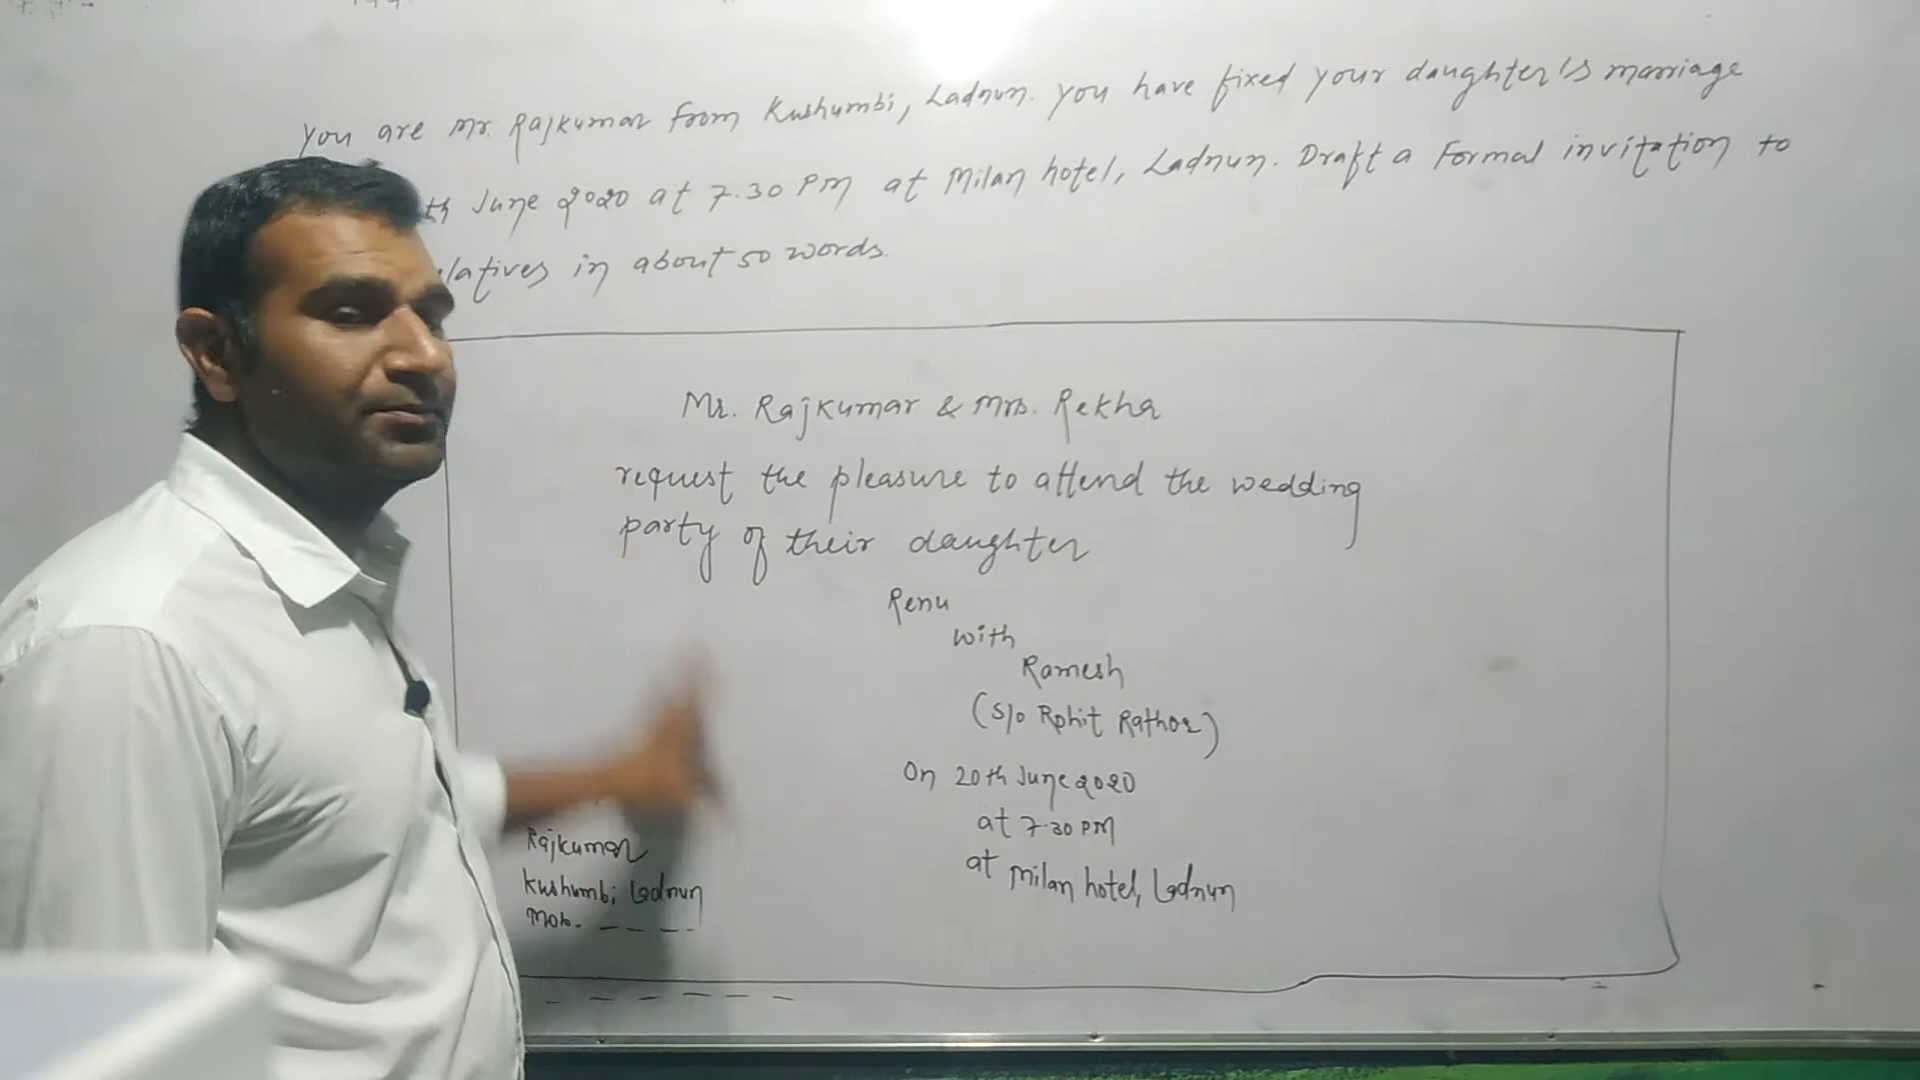 You are Mr. Rajkumar from Kushumbi, Ladnun. You have fixed your daughter's marriage
th June 2020 at 7.30 PM at Milan hotel, Ladnun. Draft a Formal invitation to
latives in about 50 words.
Mr. Rajkumar & Mrs. Rekha
request the pleasure to attend the wedding
party of their daughter
Renu
with
Ramesh
(S/o Rohit Rathor)
On 20th June 2020
at 7.30 PM
at Milan hotel, Ladnun
Rajkumar
Kushumbi Ladnun
Mob. _ _ _ _